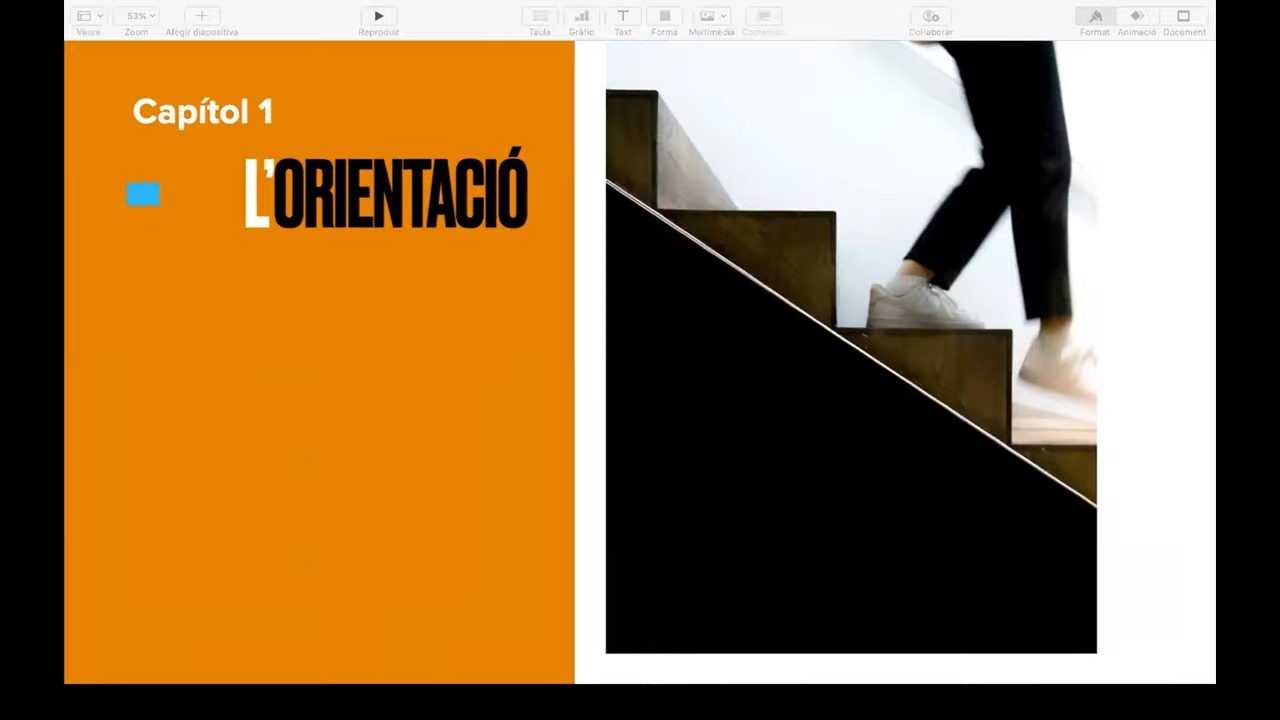 53%
Veure
Zoom
Afegir diapositiva
Reproduir
Taula
Gràfic
Text
Forma
Multimèdia
Comentari
Col·laborar
Format
Animació
Document
Capítol 1
L'ORIENTACIÓ